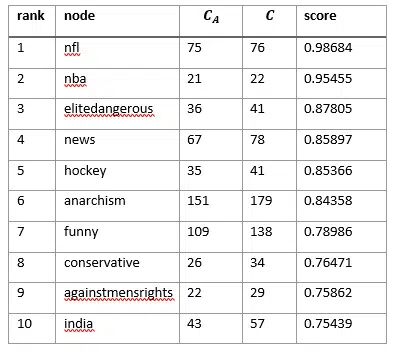 rank node C_A C score
1 nfl 75 76 0.98684
2 nba 21 22 0.95455
3 elitedangerous 36 41 0.87805
4 news 67 78 0.85897
5 hockey 35 41 0.85366
6 anarchism 151 179 0.84358
7 funny 109 138 0.78986
8 conservative 26 34 0.76471
9 againstmensrights 22 29 0.75862
10 india 43 57 0.75439